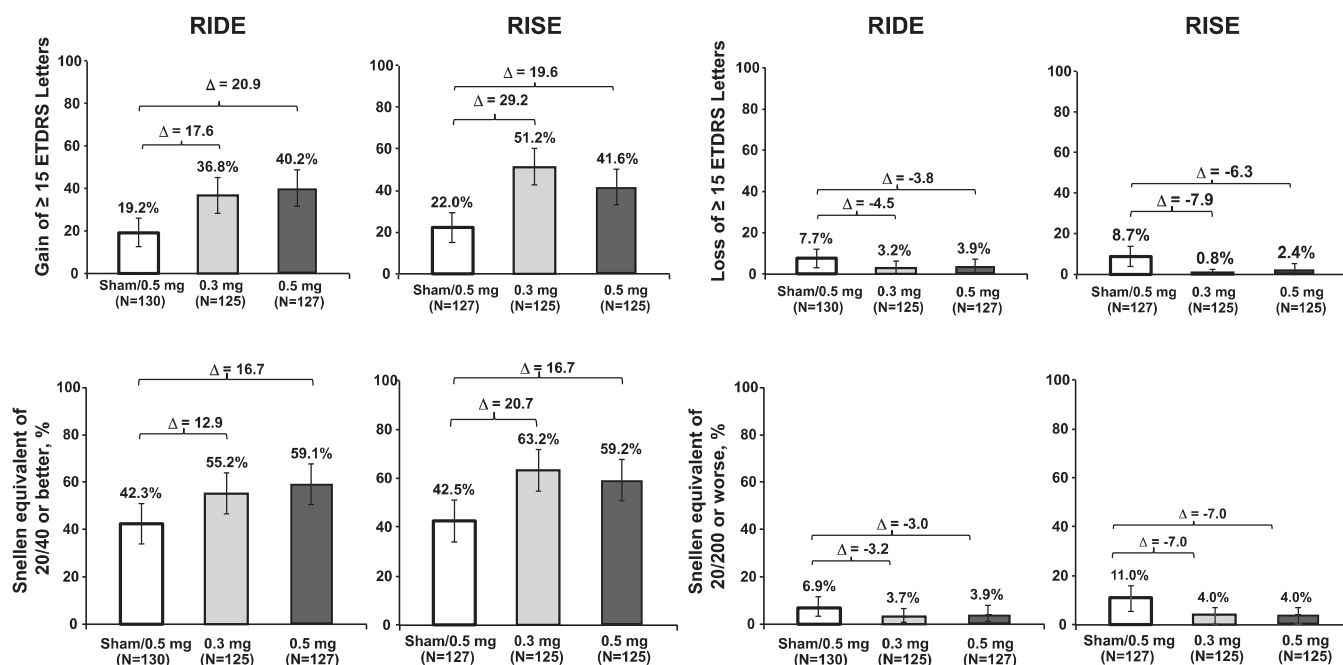 RIDE
Gain of ≥ 15 ETDRS Letters
100
80
60
40
20
0
Δ = 20.9
Δ = 17.6
19.2%
36.8%
40.2%
Sham/0.5 mg 0.3 mg 0.5 mg
(N=130) (N=125) (N=127)
RISE
100
80
60
40
20
0
Δ = 19.6
Δ = 29.2
22.0%
51.2%
41.6%
Sham/0.5 mg 0.3 mg 0.5 mg
(N=127) (N=125) (N=125)
RIDE
Loss of ≥ 15 ETDRS Letters
100
80
60
40
20
0
Δ = -3.8
Δ = -4.5
7.7%
3.2%
3.9%
Sham/0.5 mg 0.3 mg 0.5 mg
(N=130) (N=125) (N=127)
RISE
100
80
60
40
20
0
Δ = -6.3
Δ = -7.9
8.7%
0.8%
2.4%
Sham/0.5 mg 0.3 mg 0.5 mg
(N=127) (N=125) (N=125)
Snellen equivalent of
20/40 or better, %
100
80
60
40
20
0
Δ = 16.7
Δ = 12.9
42.3%
55.2%
59.1%
Sham/0.5 mg 0.3 mg 0.5 mg
(N=130) (N=125) (N=127)
100
80
60
40
20
0
Δ = 16.7
Δ = 20.7
42.5%
63.2%
59.2%
Sham/0.5 mg 0.3 mg 0.5 mg
(N=127) (N=125) (N=125)
Snellen equivalent of
20/200 or worse, %
100
80
60
40
20
0
Δ = -3.0
Δ = -3.2
6.9%
3.7%
3.9%
Sham/0.5 mg 0.3 mg 0.5 mg
(N=130) (N=125) (N=127)
100
80
60
40
20
0
Δ = -7.0
Δ = -7.0
11.0%
4.0%
4.0%
Sham/0.5 mg 0.3 mg 0.5 mg
(N=127) (N=125) (N=125)